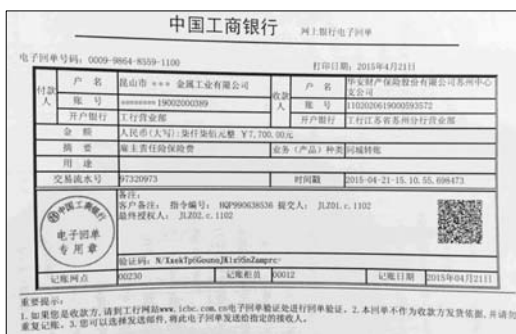 中国工商银行 网上银行电子回单
电子回单号码: 0009-9864-8559-1100 打印日期: 2015年4月21日
付款人 户 名 昆山市 *** 金属工业有限公司 收款人 户 名 华安财产保险股份有限公司苏州中心支公司
账 号 ********19002000389 账 号 1102020619000593572
开户银行 工行营业部 开户银行 工行江苏省苏州分行营业部
金 额 人民币(大写): 柒仟柒佰元整 ¥7,700.00元
摘 要 雇主责任险保险费 业务(产品)种类 同城转账
用 途
交易流水号 97320973 时间戳 2015-04-21-15.10.55.698473
中国工商银行
电子回单
专用章
备注:
客户备注: 指令编号: HQP990638536 提交人: JLZ01.c.1102
最终授权人: JLZ02.c.1102
验证码:
记账网点 00230 记账柜员 00012 记账日期 2015年04月21日
重要提示:
1. 如果您是收款方, 请到工行网站www.icbc.com.cn电子回单验证处进行回单验证。2. 本回单不作为收款方发货依据, 并请勿
重复记账。3. 您可以选择发送邮件, 将此电子回单发送给指定的接收人。